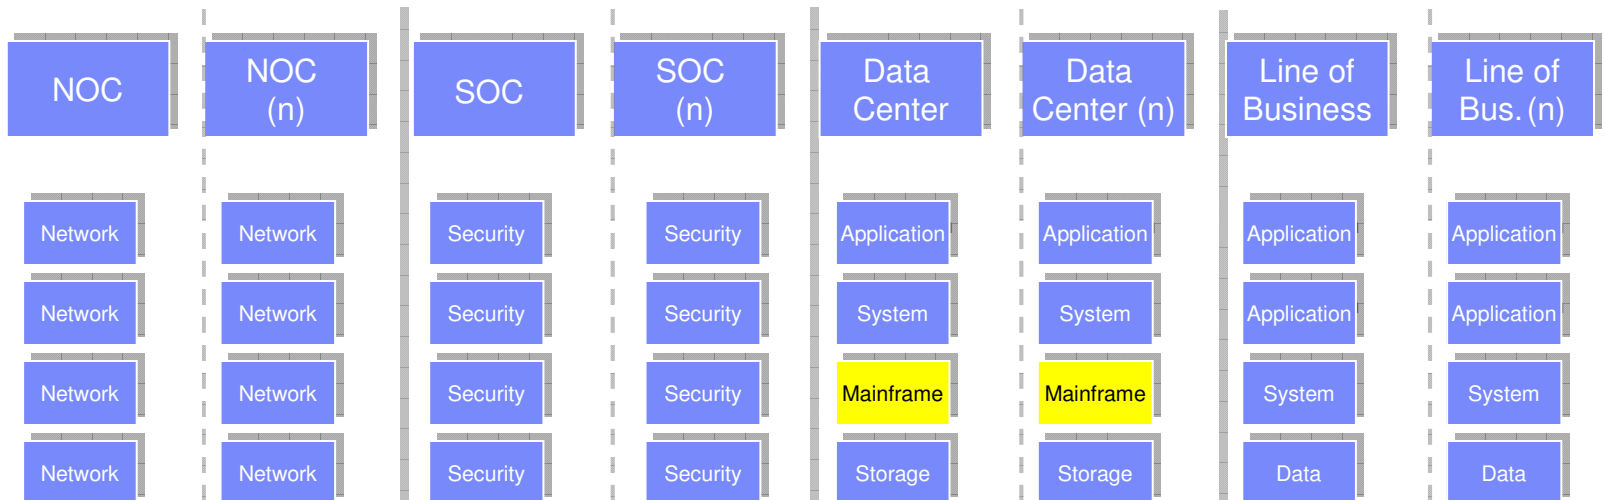 NOC
NOC
(n)
SOC
SOC
(n)
Data
Center
Data
Center (n)
Line of
Business
Line of
Bus. (n)
Network
Network
Security
Security
Application
Application
Application
Application
Network
Network
Security
Security
System
System
Application
Application
Network
Network
Security
Security
Mainframe
Mainframe
System
System
Network
Network
Security
Security
Storage
Storage
Data
Data